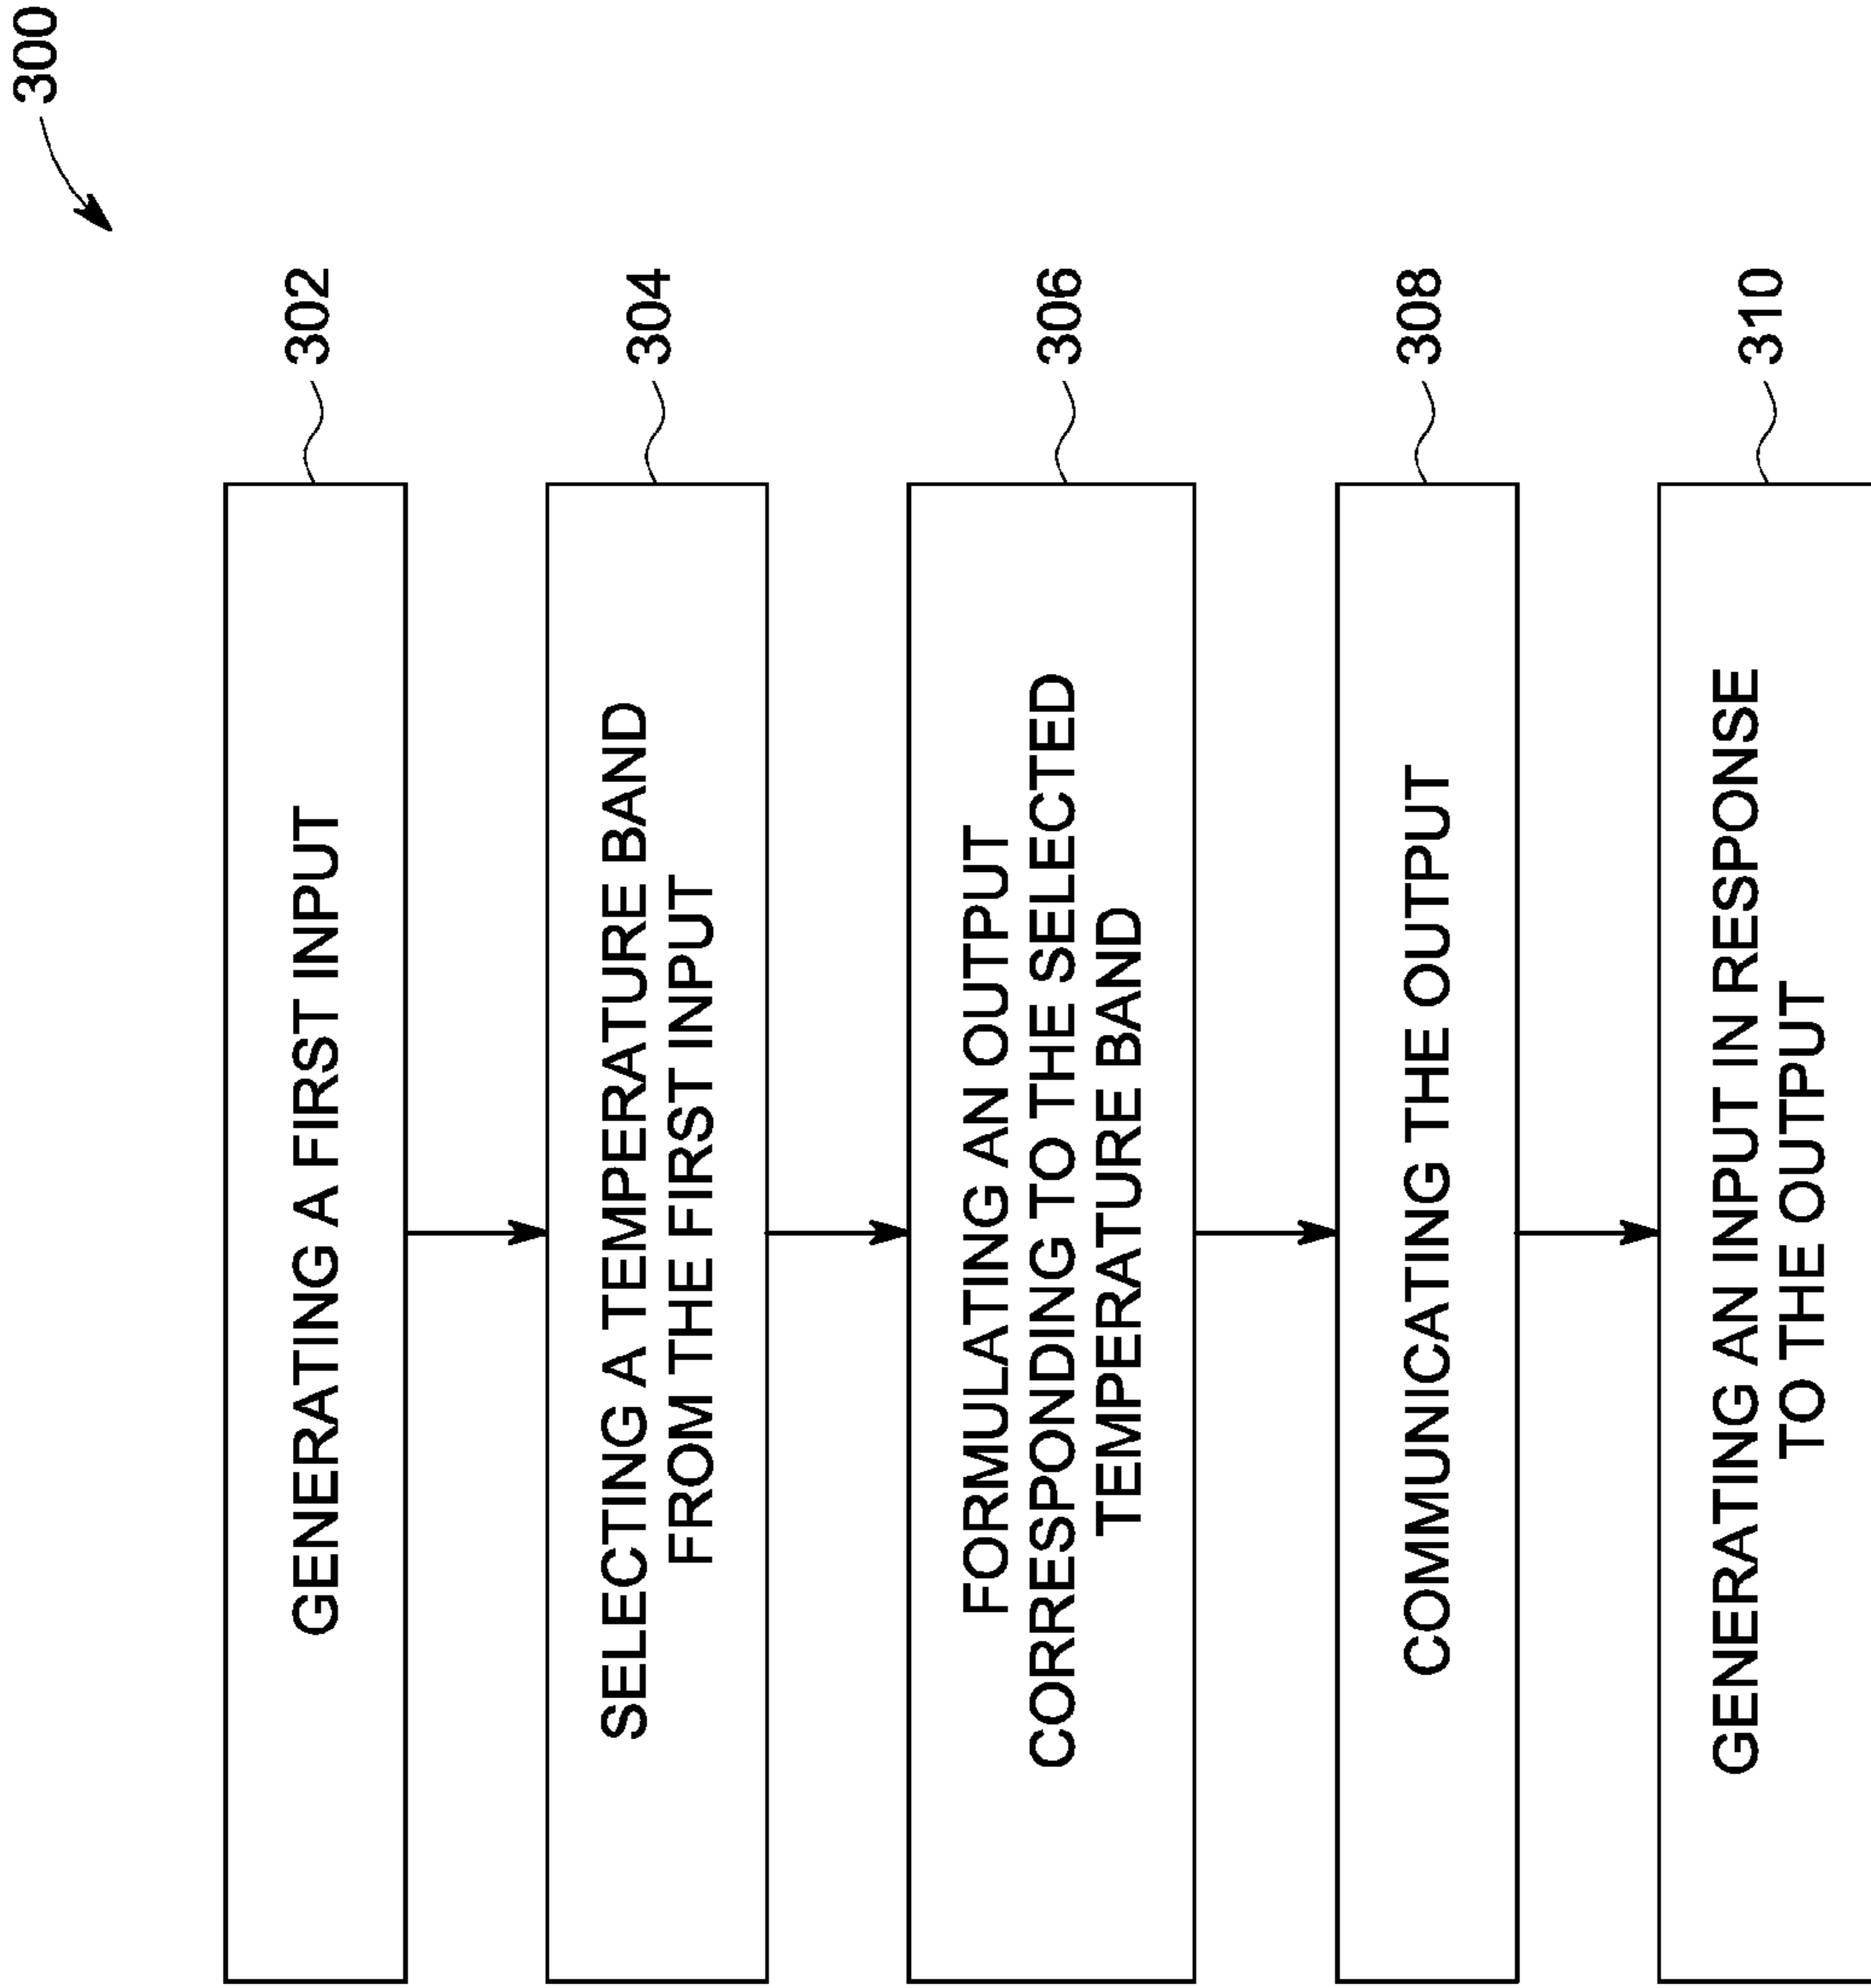 300
302
GENERATING A FIRST INPUT
304
SELECTING A TEMPERATURE BAND
FROM THE FIRST INPUT
306
FORMULATING AN OUTPUT
CORRESPONDING TO THE SELECTED
TEMPERATURE BAND
308
COMMUNICATING THE OUTPUT
310
GENERATING AN INPUT IN RESPONSE
TO THE OUTPUT